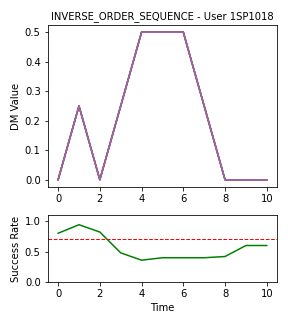 INVERSE_ORDER_SEQUENCE - User 1SP1018
0.5
0.4
0.3
0.2
0.1
0.0
DM Value
0 2 4 6 8 10
1.0
0.5
0.0
Success Rate
0 2 4 6 8 10
Time